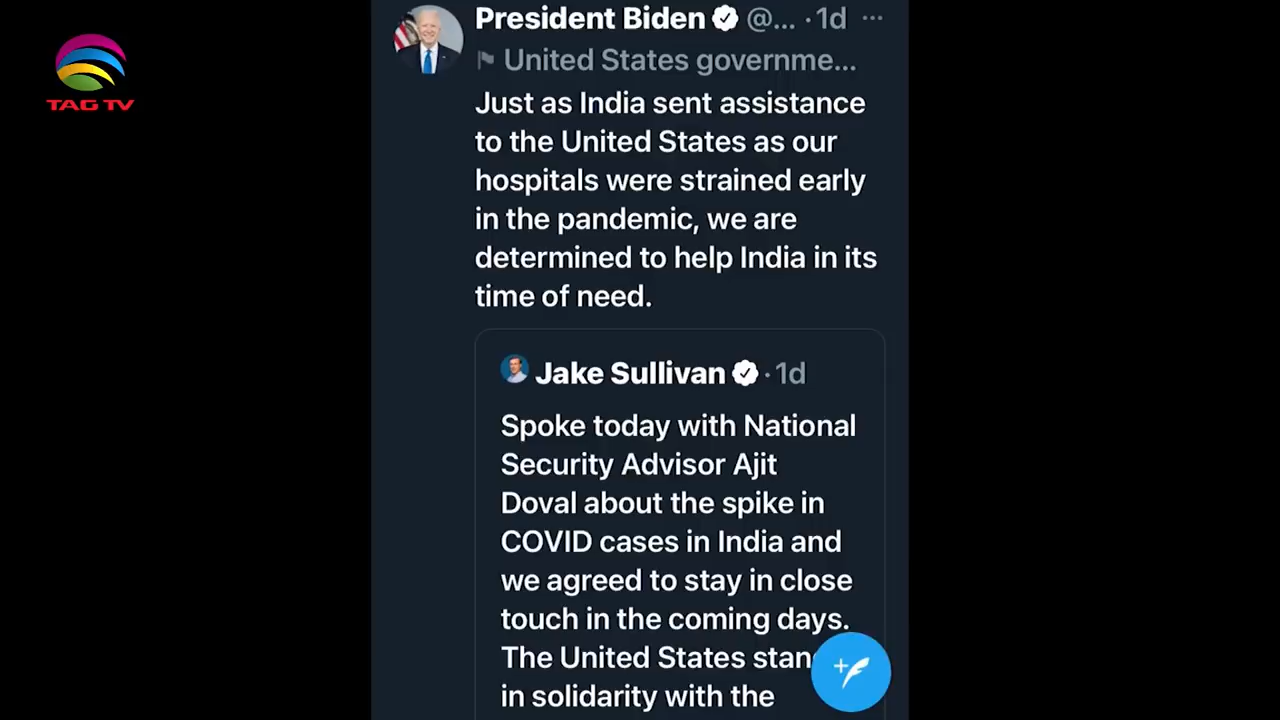 TAG TV
President Biden @... · 1d ...
United States governme...
Just as India sent assistance
to the United States as our
hospitals were strained early
in the pandemic, we are
determined to help India in its
time of need.
Jake Sullivan · 1d
Spoke today with National
Security Advisor Ajit
Doval about the spike in
COVID cases in India and
we agreed to stay in close
touch in the coming days.
The United States stan
in solidarity with the